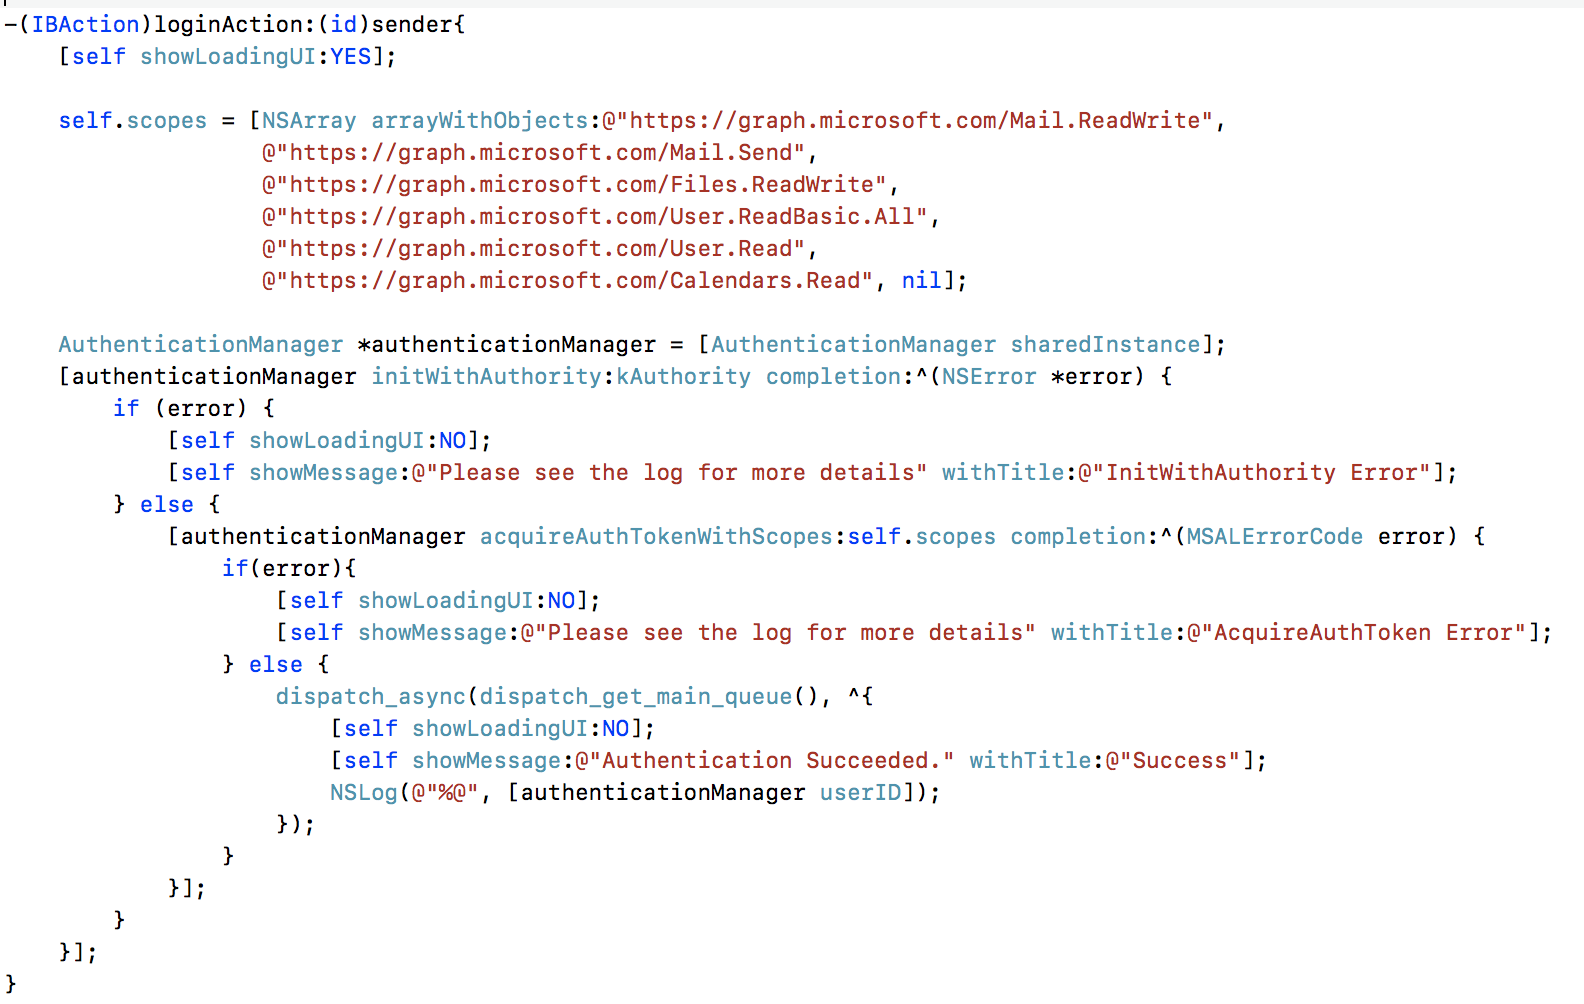 -(IBAction)loginAction:(id)sender{
    [self showLoadingUI:YES];

    self.scopes = [NSArray arrayWithObjects:@"https://graph.microsoft.com/Mail.ReadWrite",
                   @"https://graph.microsoft.com/Mail.Send",
                   @"https://graph.microsoft.com/Files.ReadWrite",
                   @"https://graph.microsoft.com/User.ReadBasic.All",
                   @"https://graph.microsoft.com/User.Read",
                   @"https://graph.microsoft.com/Calendars.Read", nil];

    AuthenticationManager *authenticationManager = [AuthenticationManager sharedInstance];
    [authenticationManager initWithAuthority:kAuthority completion:^(NSError *error) {
        if (error) {
            [self showLoadingUI:NO];
            [self showMessage:@"Please see the log for more details" withTitle:@"InitWithAuthority Error"];
        } else {
            [authenticationManager acquireAuthTokenWithScopes:self.scopes completion:^(MSALErrorCode error) {
                if(error){
                    [self showLoadingUI:NO];
                    [self showMessage:@"Please see the log for more details" withTitle:@"AcquireAuthToken Error"];
                } else {
                    dispatch_async(dispatch_get_main_queue(), ^{
                        [self showLoadingUI:NO];
                        [self showMessage:@"Authentication Succeeded." withTitle:@"Success"];
                        NSLog(@"%@", [authenticationManager userID]);
                    });
                }
            }];
        }
    }];
}